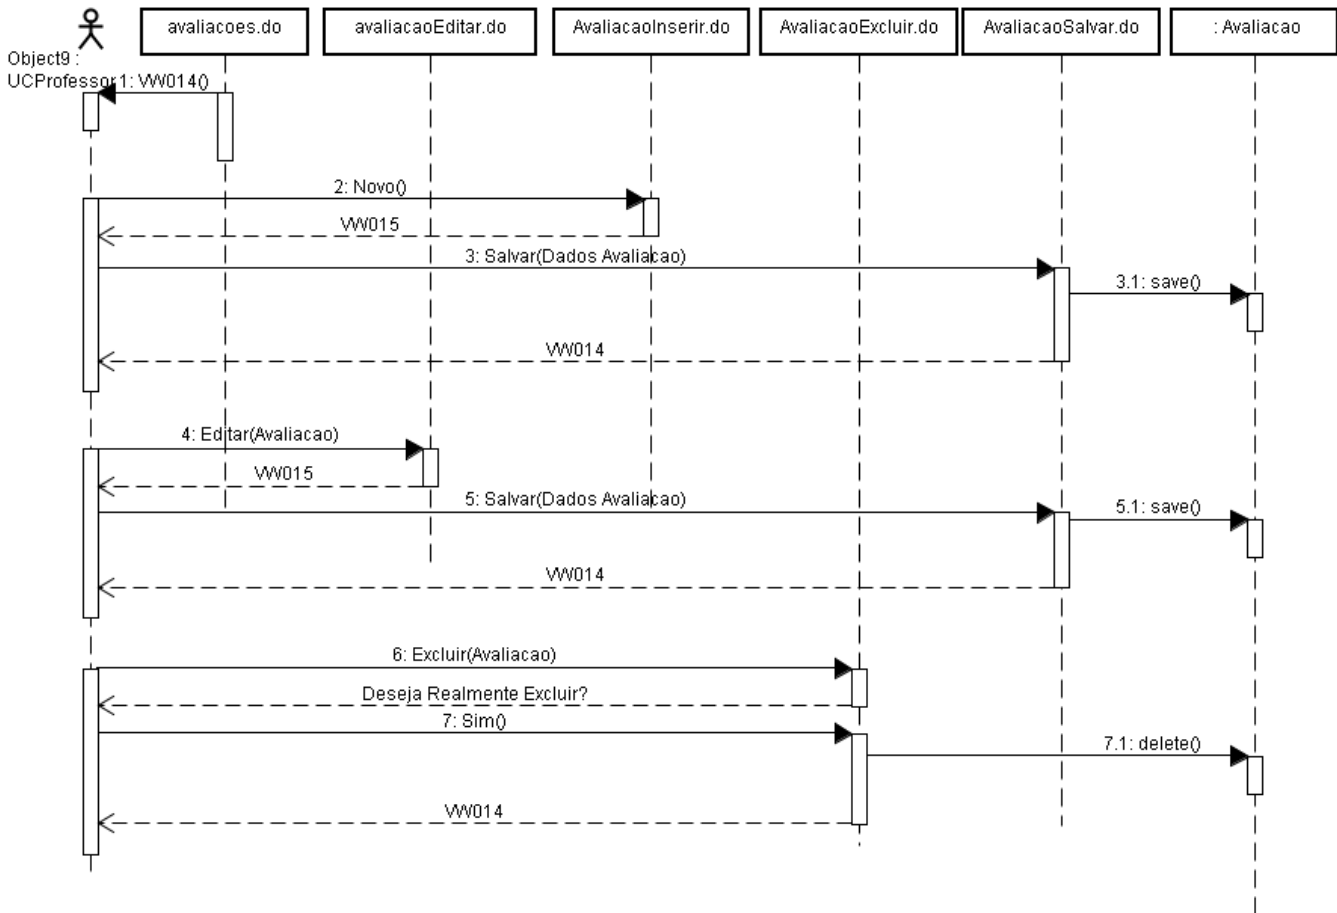 avaliacoes.do
avaliacaoEditar.do
AvaliacaoInserir.do
AvaliacaoExcluir.do
AvaliacaoSalvar.do
: Avaliacao
Object9 :
UCProfessor
1: VW014()
2: Novo()
VW015
3: Salvar(Dados Avaliacao)
3.1: save()
VW014
4: Editar(Avaliacao)
VW015
5: Salvar(Dados Avaliacao)
5.1: save()
VW014
6: Excluir(Avaliacao)
Deseja Realmente Excluir?
7: Sim()
7.1: delete()
VW014